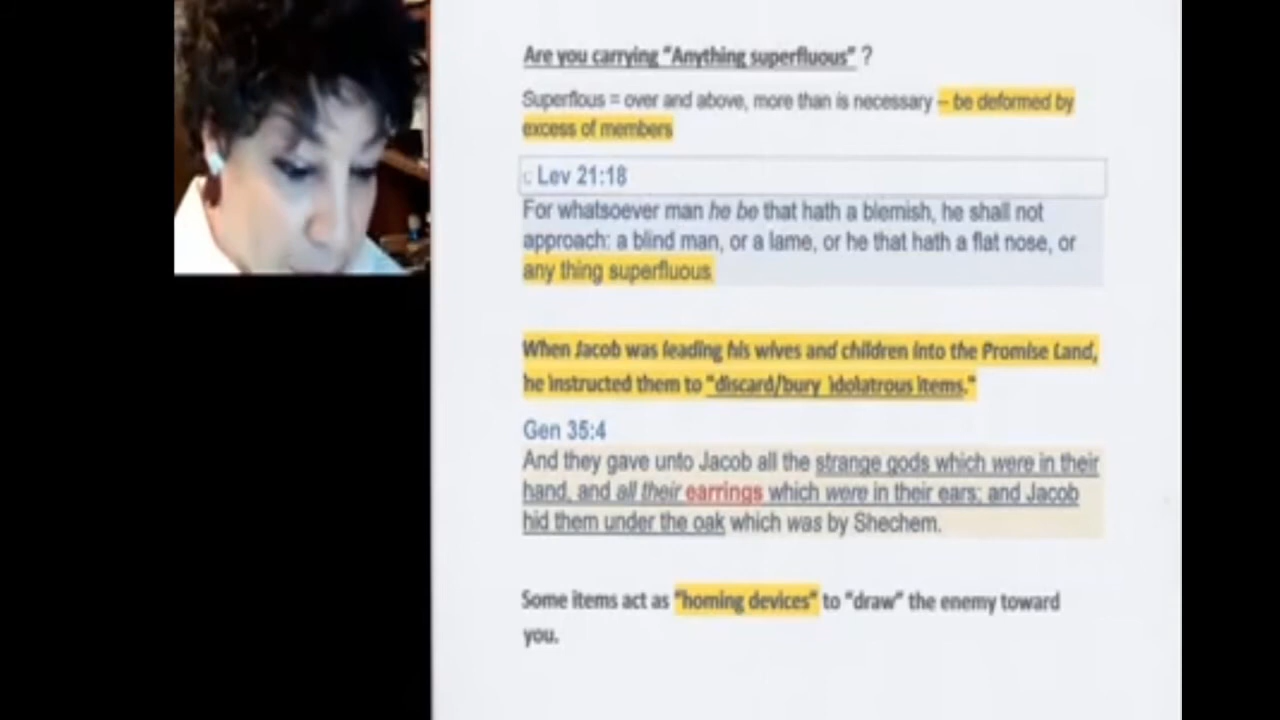 Are you carrying "Anything superfluous" ?
Superflous = over and above, more than is necessary – be deformed by
excess of members
Lev 21:18
For whatsoever man he be that hath a blemish, he shall not
approach: a blind man, or a lame, or he that hath a flat nose, or
any thing superfluous
When Jacob was leading his wives and children into the Promise Land,
he instructed them to "discard/bury idolatrous items."
Gen 35:4
And they gave unto Jacob all the strange gods which were in their
hand, and all their earrings which were in their ears; and Jacob
hid them under the oak which was by Shechem.
Some items act as "homing devices" to "draw" the enemy toward
you.